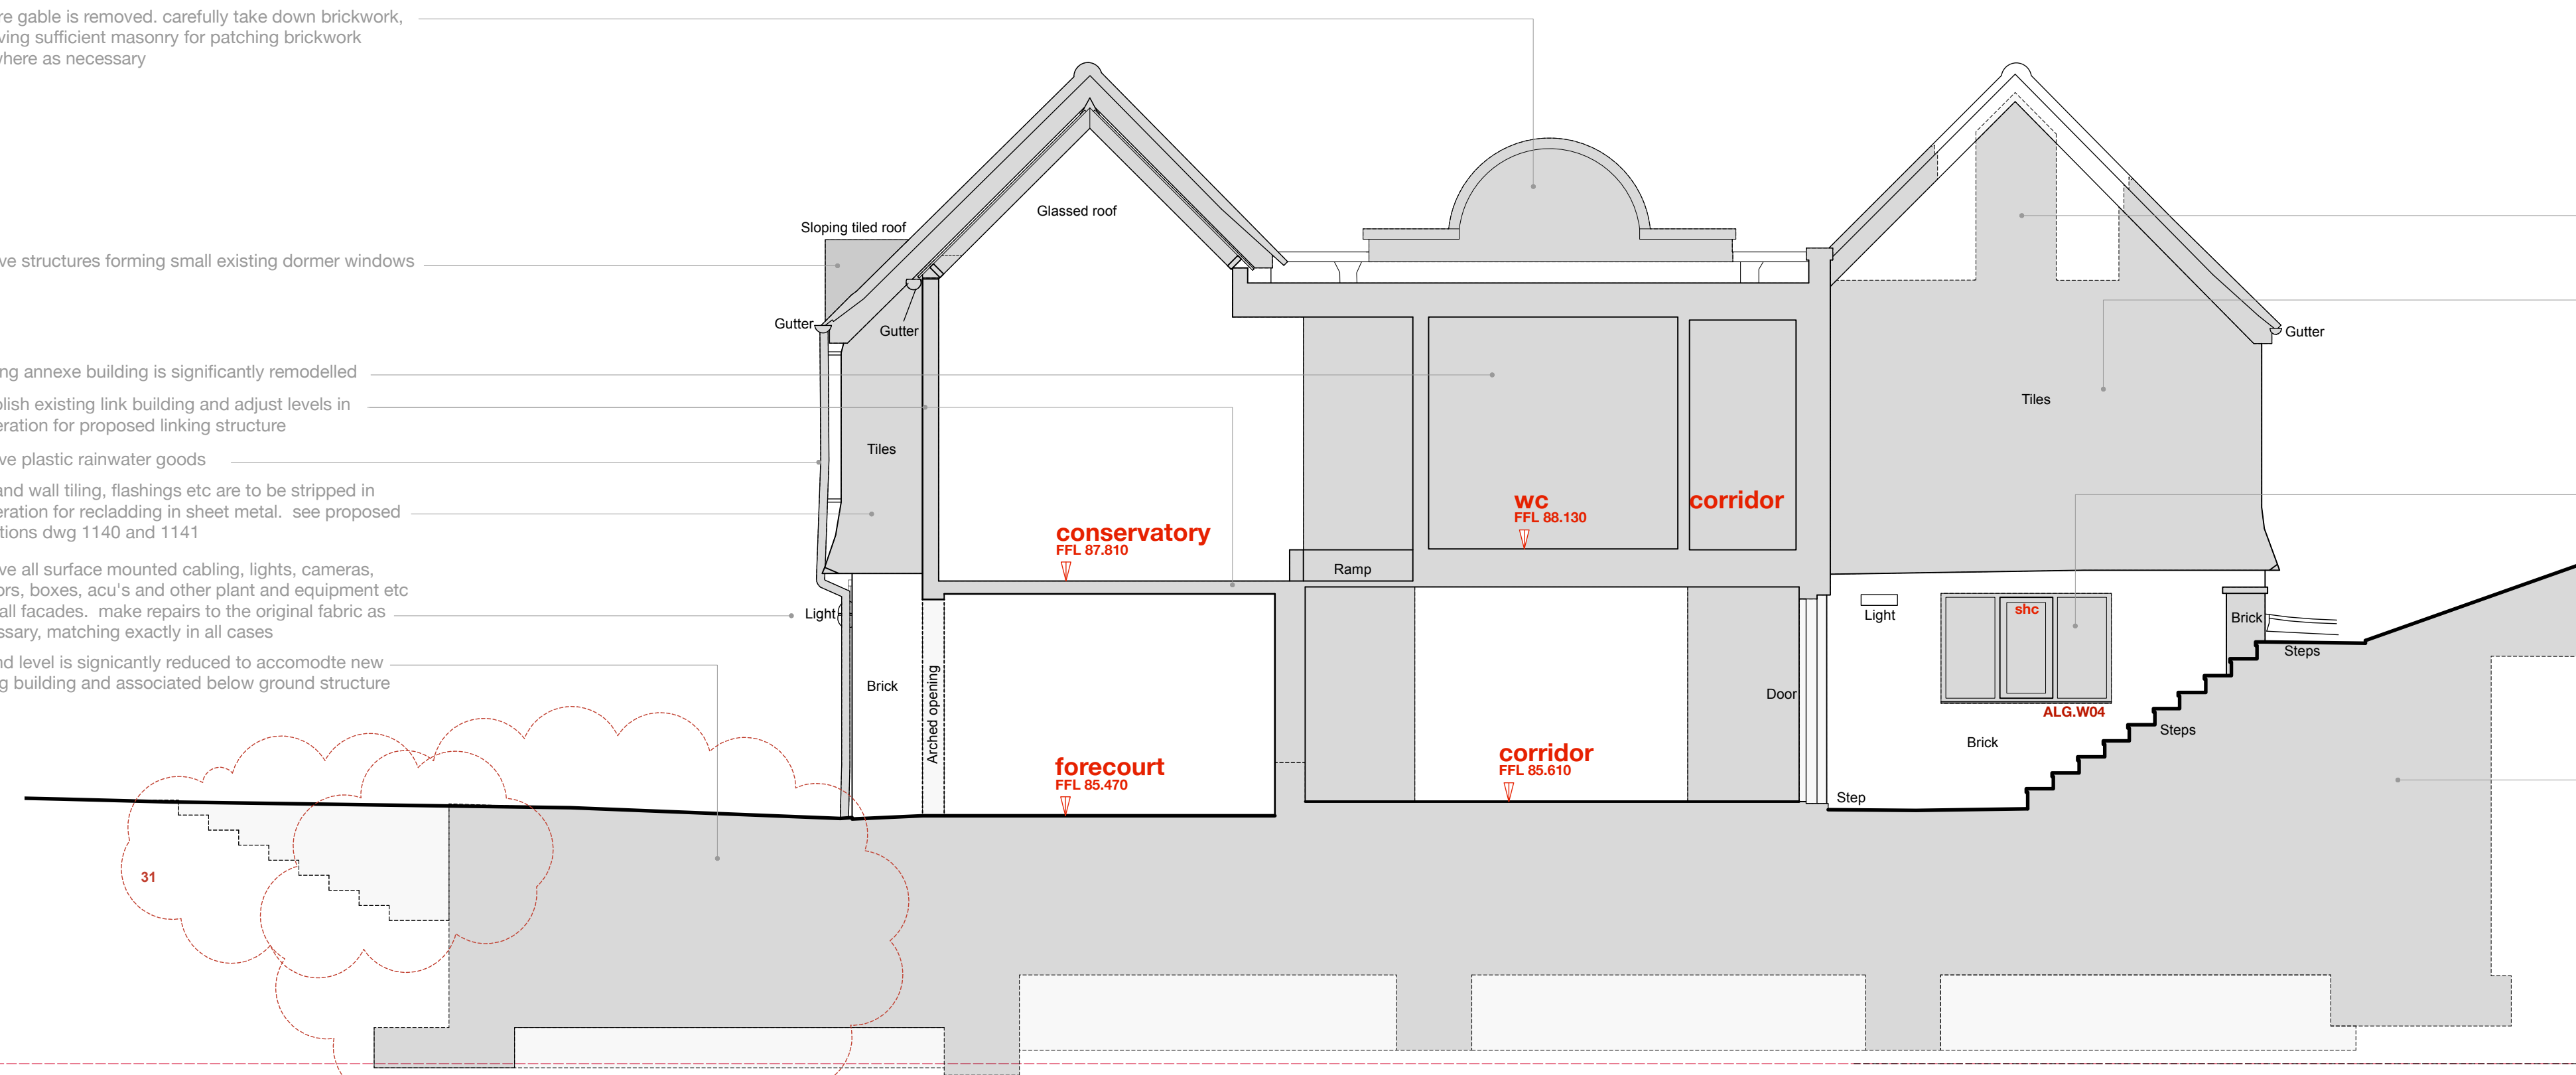 re gable is removed. carefully take down brickwork,
ving sufficient masonry for patching brickwork
where as necessary
Sloping tiled roof
Glassed roof
ve structures forming small existing dormer windows
Gutter
Gutter
Gutter
ng annexe building is significantly remodelled
lish existing link building and adjust levels in
eration for proposed linking structure
Tiles
Tiles
ve plastic rainwater goods
and wall tiling, flashings etc are to be stripped in
eration for recladding in sheet metal. see proposed
tions dwg 1140 and 1141
conservatory
FFL 87.810
wc
FFL 88.130
corridor
Ramp
ve all surface mounted cabling, lights, cameras,
ors, boxes, acu's and other plant and equipment etc
all facades. make repairs to the original fabric as
ssary, matching exactly in all cases
Light
Light
shc
Brick
Steps
nd level is signicantly reduced to accomodte new
g building and associated below ground structure
Brick
Arched opening
Door
ALG.W04
Steps
Brick
forecourt
FFL 85.470
corridor
FFL 85.610
Step
31